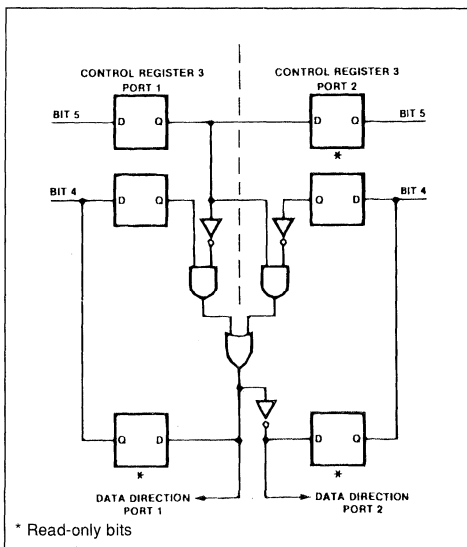 CONTROL REGISTER 3
PORT 1
CONTROL REGISTER 3
PORT 2
BIT 5
D Q
D Q
BIT 5
*
BIT 4
D Q
Q D
BIT 4
Q D
D Q
*
*
DATA DIRECTION
PORT 1
DATA DIRECTION
PORT 2
* Read-only bits